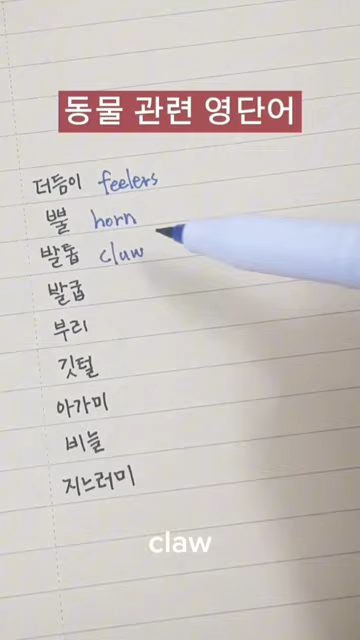 동물 관련 영단어
더듬이 feelers
뿔 horn
발톱 claw
발굽
부리
깃털
아가미
비늘
지느러미
claw